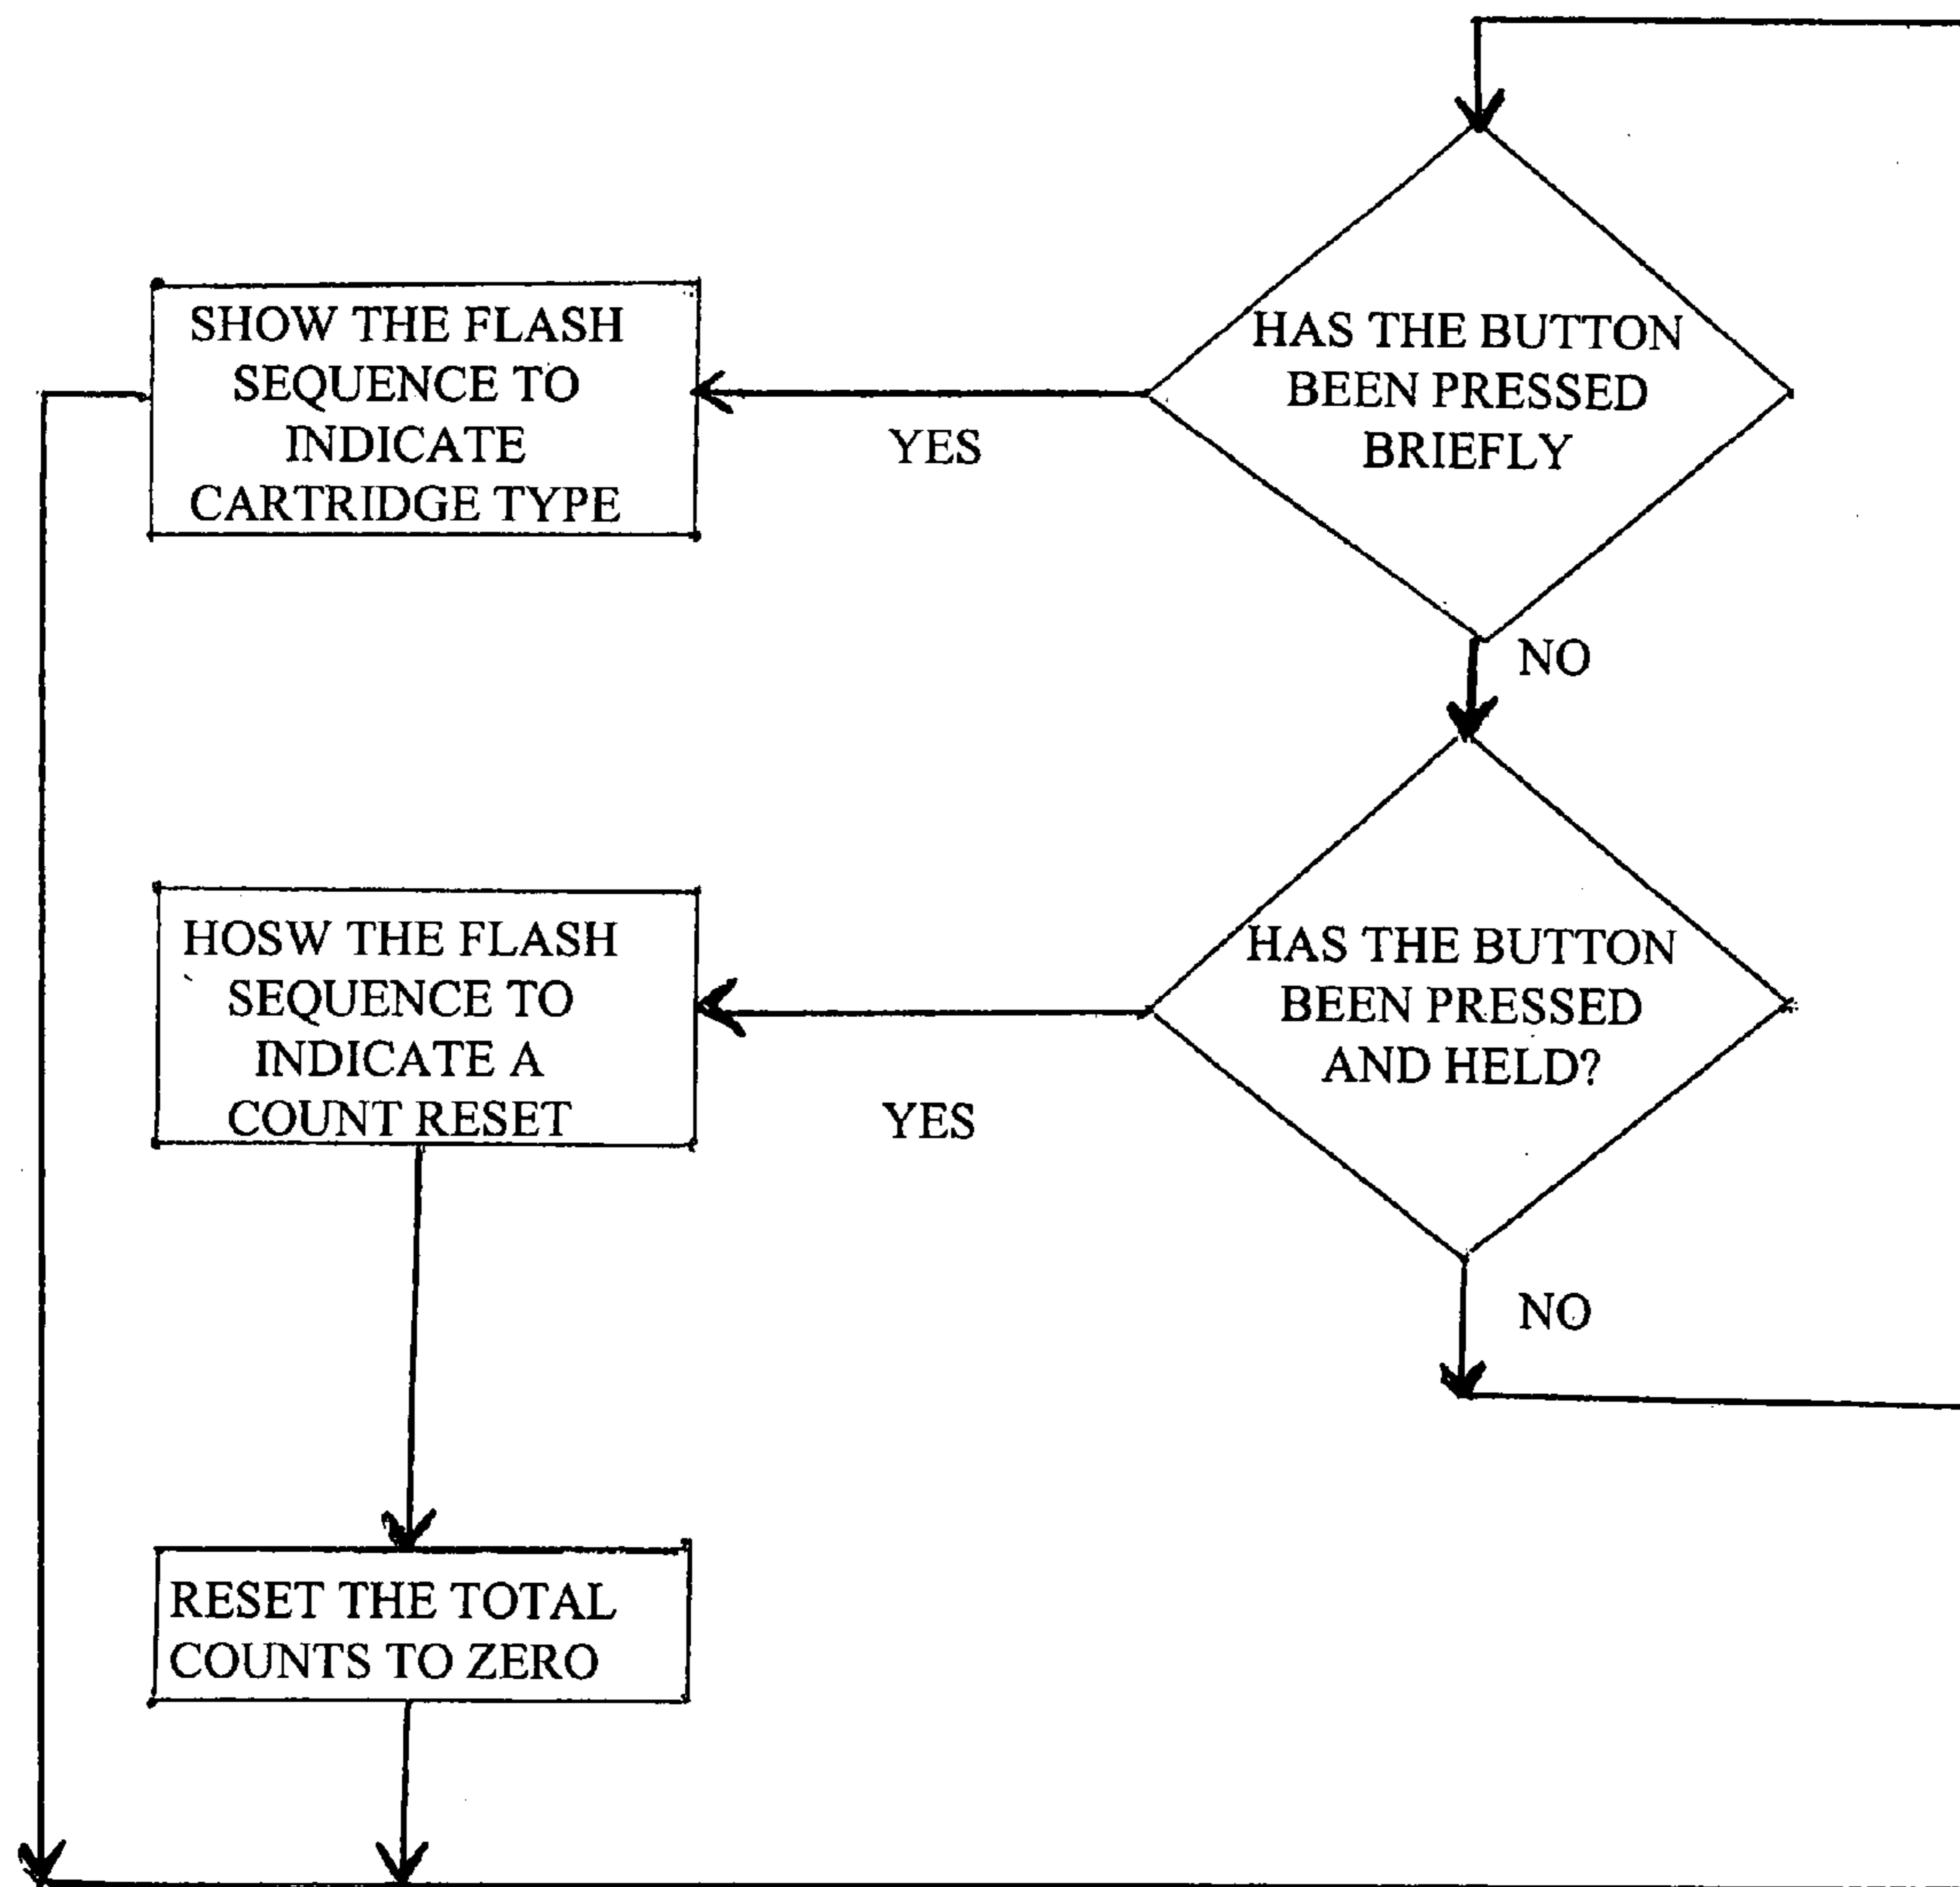 HAS THE BUTTON
BEEN PRESSED
BRIEFLY
SHOW THE FLASH
SEQUENCE TO
INDICATE
CARTRIDGE TYPE
YES
NO
HAS THE BUTTON
BEEN PRESSED
AND HELD?
HOSW THE FLASH
SEQUENCE TO
INDICATE A
COUNT RESET
YES
NO
RESET THE TOTAL
COUNTS TO ZERO